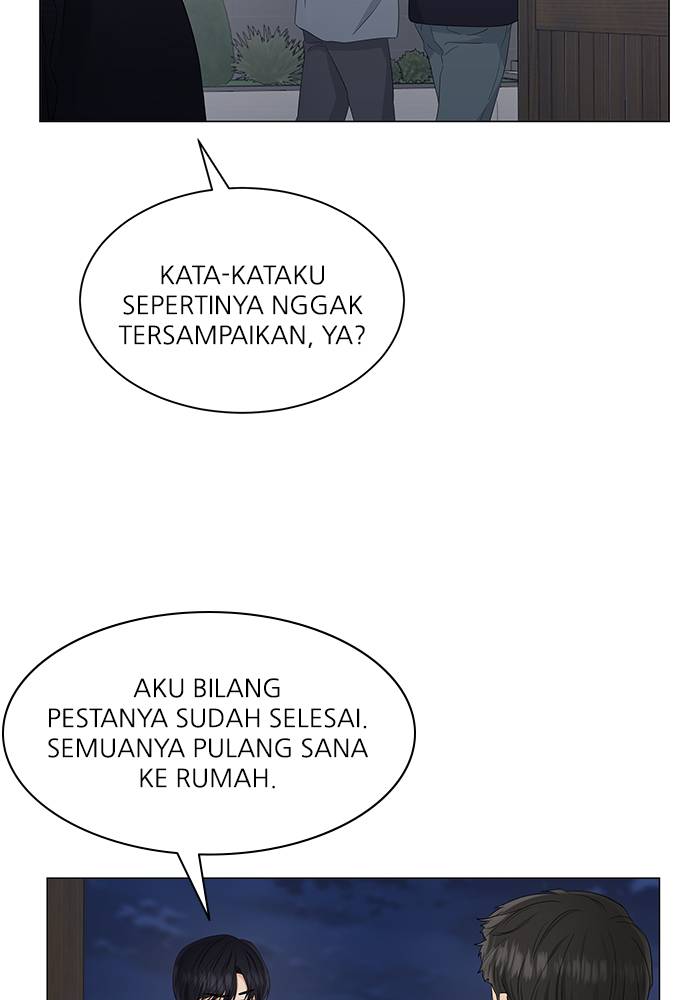 KATA-KATAKU
SEPERTINYA NGGAK
TERSAMPAIKAN, YA?
AKU BILANG
PESTANYA SUDAH SELESAI.
SEMUANYA PULANG SANA
KE RUMAH.